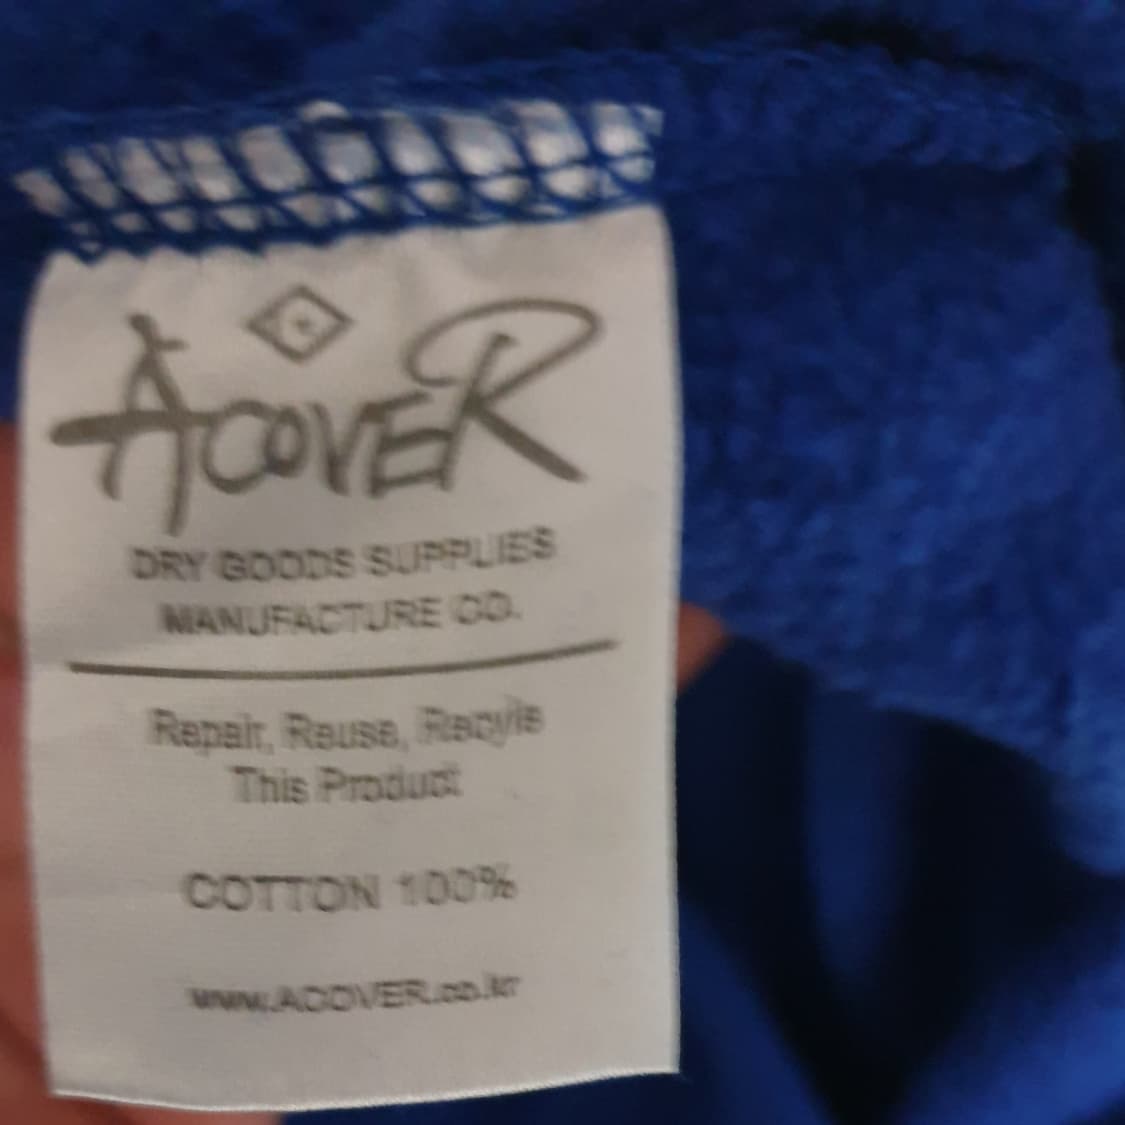 ACOVER
DRY GOODS SUPPLIES
MANUFACTURE CO.
Repair, Reuse, Recyle
This Product
COTTON 100%
www.ACOVER.co.kr